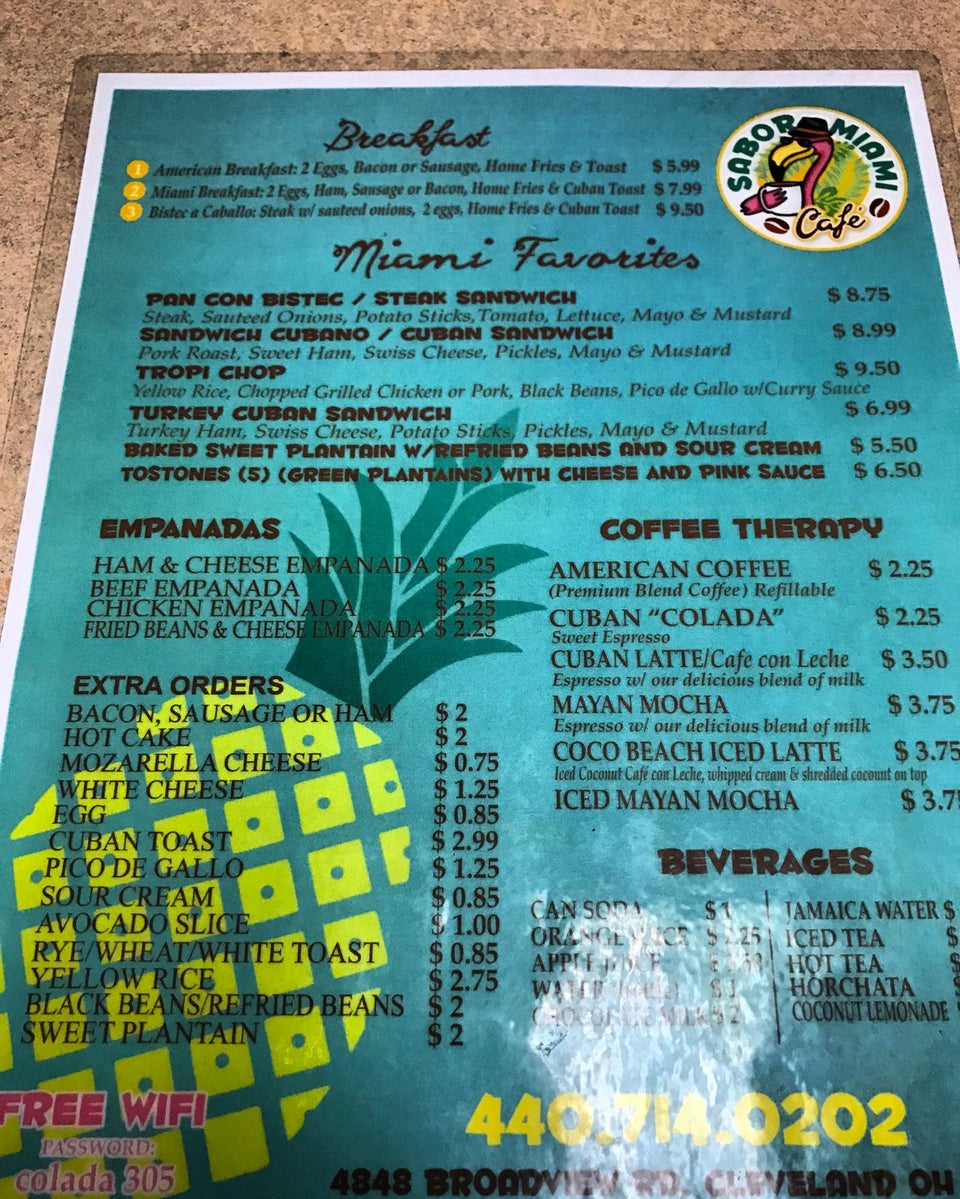 Breakfast
SABOR MIAMI
Café
1 American Breakfast: 2 Eggs, Bacon or Sausage, Home Fries & Toast $ 5.99
2 Miami Breakfast: 2 Eggs, Ham, Sausage or Bacon, Home Fries & Cuban Toast $ 7.99
3 Bistec a Caballo: Steak w/ sauteed onions, 2 eggs, Home Fries & Cuban Toast $ 9.50
Miami Favorites
PAN CON BISTEC / STEAK SANDWICH $ 8.75
Steak, Sauteed Onions, Potato Sticks, Tomato, Lettuce, Mayo & Mustard
SANDWICH CUBANO / CUBAN SANDWICH $ 8.99
Pork Roast, Sweet Ham, Swiss Cheese, Pickles, Mayo & Mustard
TROPI CHOP $ 9.50
Yellow Rice, Chopped Grilled Chicken or Pork, Black Beans, Pico de Gallo w/Curry Sauce
TURKEY CUBAN SANDWICH $ 6.99
Turkey Ham, Swiss Cheese, Potato Sticks, Pickles, Mayo & Mustard
BAKED SWEET PLANTAIN W/REFRIED BEANS AND SOUR CREAM $ 5.50
TOSTONES (5) (GREEN PLANTAINS) WITH CHEESE AND PINK SAUCE $ 6.50
EMPANADAS
HAM & CHEESE EMPANADA $ 2.25
BEEF EMPANADA $ 2.25
CHICKEN EMPANADA $ 2.25
FRIED BEANS & CHEESE EMPANADA $ 2.25
EXTRA ORDERS
BACON, SAUSAGE OR HAM $ 2
HOT CAKE $ 2
MOZARELLA CHEESE $ 0.75
WHITE CHEESE $ 1.25
EGG $ 0.85
CUBAN TOAST $ 2.99
PICO DE GALLO $ 1.25
SOUR CREAM $ 0.85
AVOCADO SLICE $ 1.00
RYE/WHEAT/WHITE TOAST $ 0.85
YELLOW RICE $ 2.75
BLACK BEANS/REFRIED BEANS $ 2
SWEET PLANTAIN $ 2
COFFEE THERAPY
AMERICAN COFFEE $ 2.25
(Premium Blend Coffee) Refillable
CUBAN "COLADA" $ 2.25
Sweet Espresso
CUBAN LATTE/Cafe con Leche $ 3.50
Espresso w/ our delicious blend of milk
MAYAN MOCHA $ 3.75
Espresso w/ our delicious blend of milk
COCO BEACH ICED LATTE $ 3.75
Iced Coconut Café con Leche, whipped cream & shredded coconut on top
ICED MAYAN MOCHA $ 3.7
BEVERAGES
CAN SODA $ 1
ORANGE JUICE $ 2.25
APPLE JUICE
WATER (bottle) $ 1
CHOCOLATE MILK $ 2
JAMAICA WATER $
ICED TEA $
HOT TEA $
HORCHATA $
COCONUT LEMONADE
FREE WIFI
PASSWORD:
colada 305
440.714.0202
4848 BROADVIEW RD. CLEVELAND OH